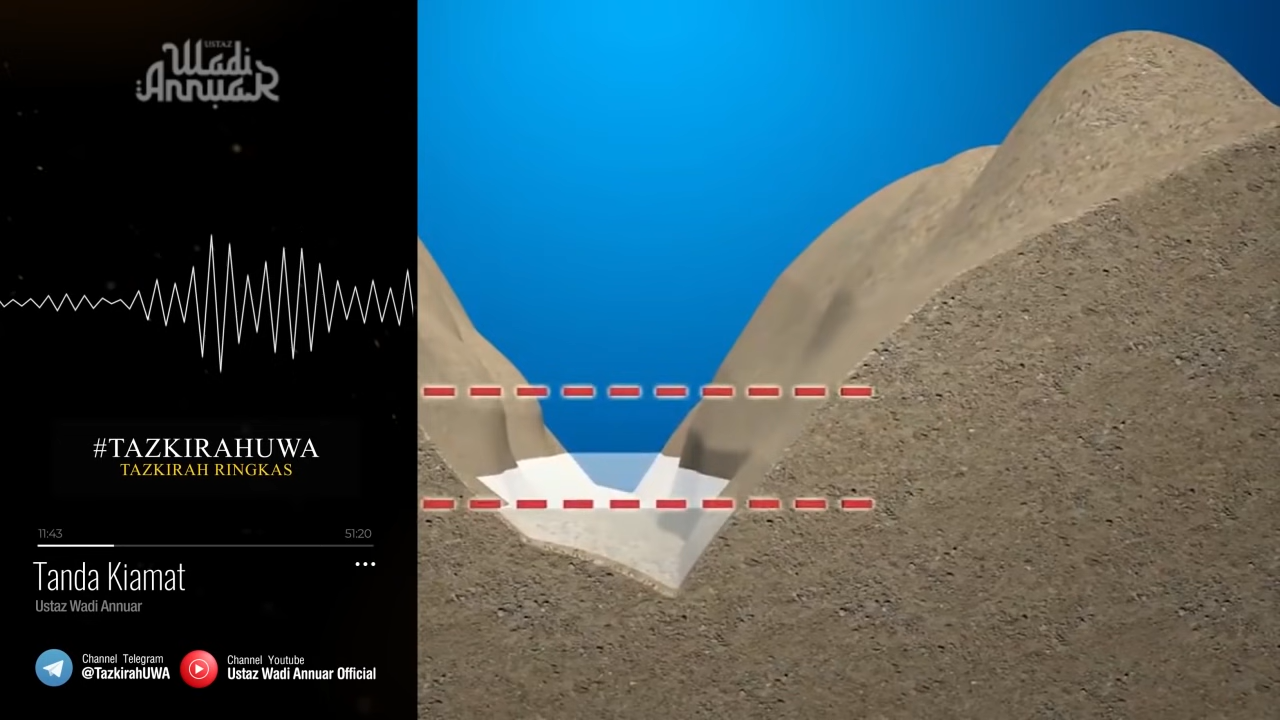 USTAZ
Wadi
Annuar
#TAZKIRAHUWA
TAZKIRAH RINGKAS
11:43
51:20
Tanda Kiamat
Ustaz Wadi Annuar
Channel Telegram
@TazkirahUWA
Channel Youtube
Ustaz Wadi Annuar Official